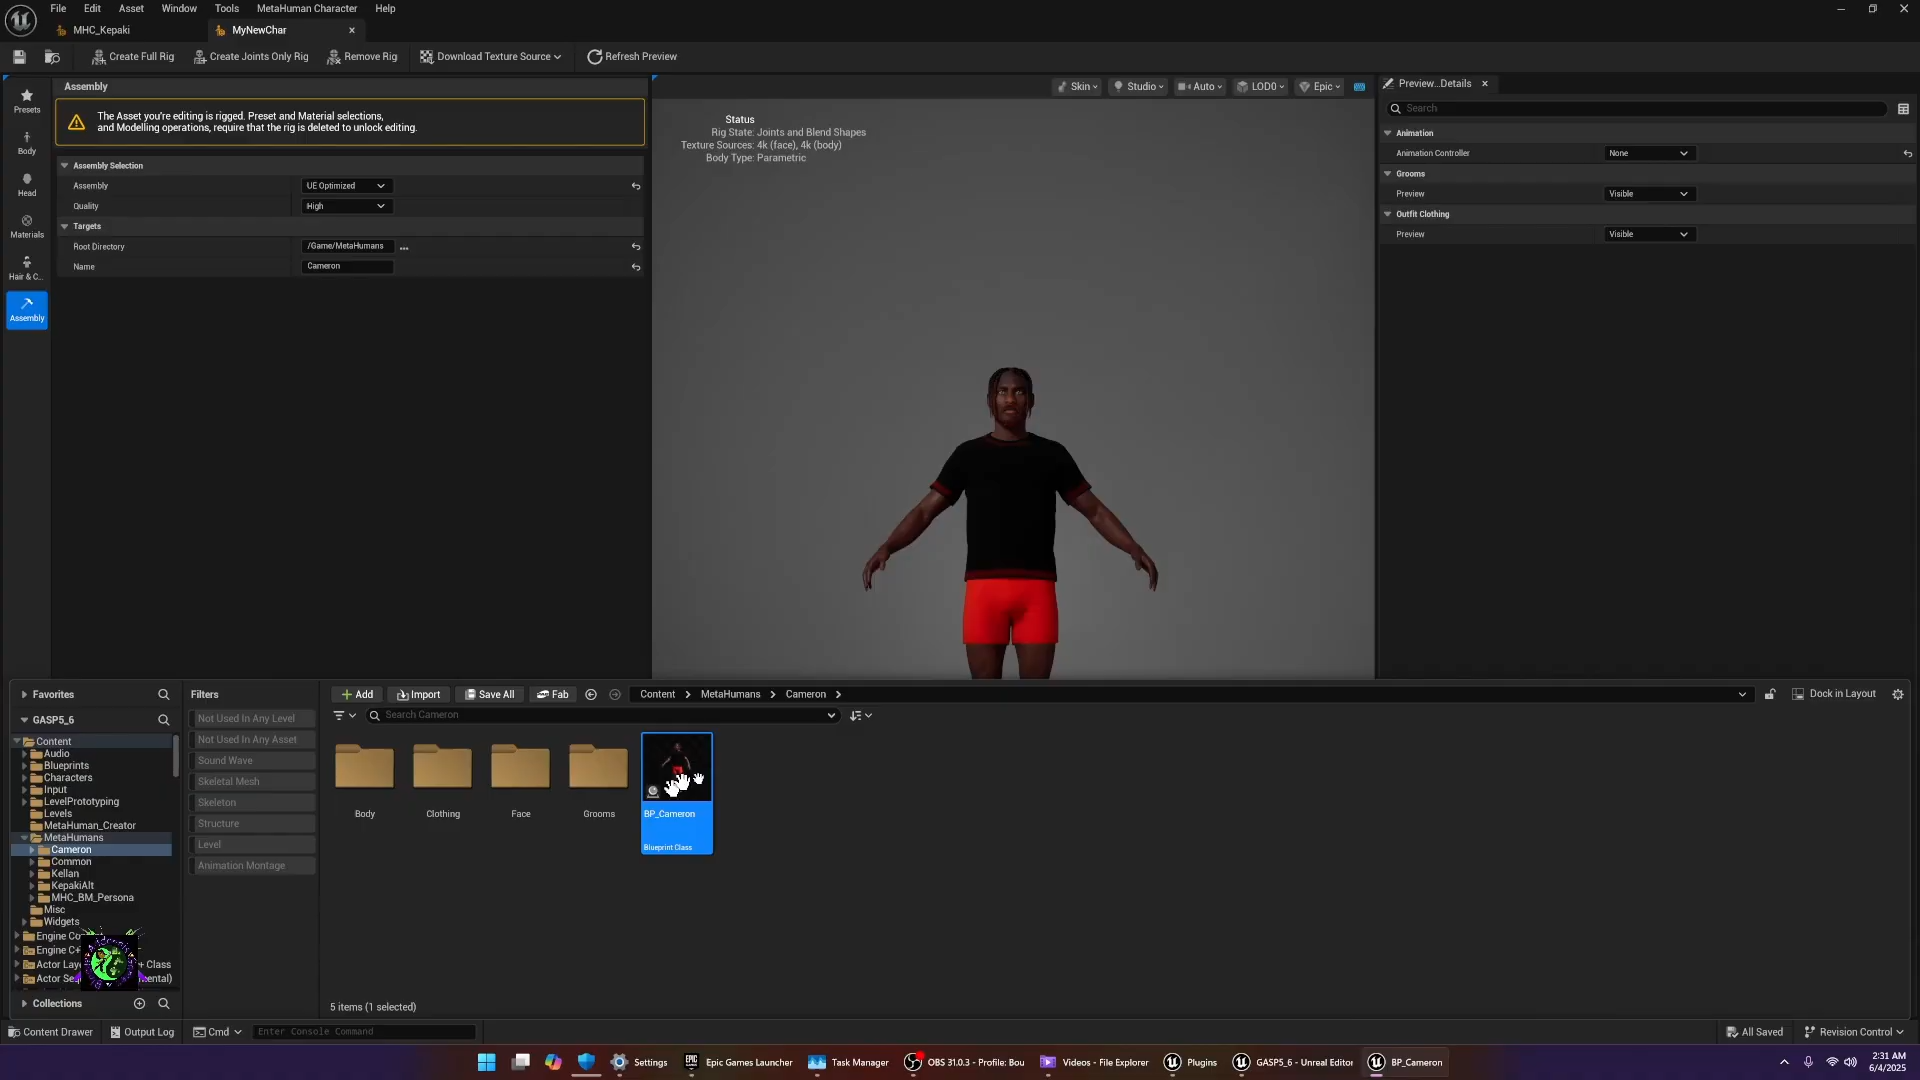 File Edit Asset Window Tools MetaHuman Character Help
MHC_Kepaki MyNewChar
Create Full Rig Create Joints Only Rig Remove Rig Download Texture Source Refresh Preview
Presets
Body
Head
Materials
Hair & C...
Assembly
Assembly
The Asset you're editing is rigged. Preset and Material selections,
and Modelling operations, require that the rig is deleted to unlock editing.
Assembly Selection
Assembly UE Optimized
Quality High
Targets
Root Directory /Game/MetaHumans ...
Name Cameron
Skin Studio Auto LOD0 Epic
Status
Rig State: Joints and Blend Shapes
Texture Sources: 4k (face), 4k (body)
Body Type: Parametric
Preview...Details
Search
Animation
Animation Controller None
Grooms
Preview Visible
Outfit Clothing
Preview Visible
Favorites
GASP5_6
Content
Audio
Blueprints
Characters
Input
LevelPrototyping
Levels
MetaHuman_Creator
MetaHumans
Cameron
Common
Kellan
KepakiAlt
MHC_BM_Persona
Misc
Widgets
Engine Co
Engine C+
Actor Laye + Class
Actor Seq ental)
Collections
Filters
Not Used In Any Level
Not Used In Any Asset
Sound Wave
Skeletal Mesh
Skeleton
Structure
Level
Animation Montage
Add Import Save All Fab Content MetaHumans Cameron Dock in Layout
Search Cameron
Body Clothing Face Grooms BP_Cameron
Blueprint Class
5 items (1 selected)
Content Drawer Output Log Cmd Enter Console Command All Saved Revision Control
Settings Epic Games Launcher Task Manager OBS 31.0.3 - Profile: Bou Videos - File Explorer Plugins GASP5_6 - Unreal Editor BP_Cameron
2:31 AM
6/4/2025